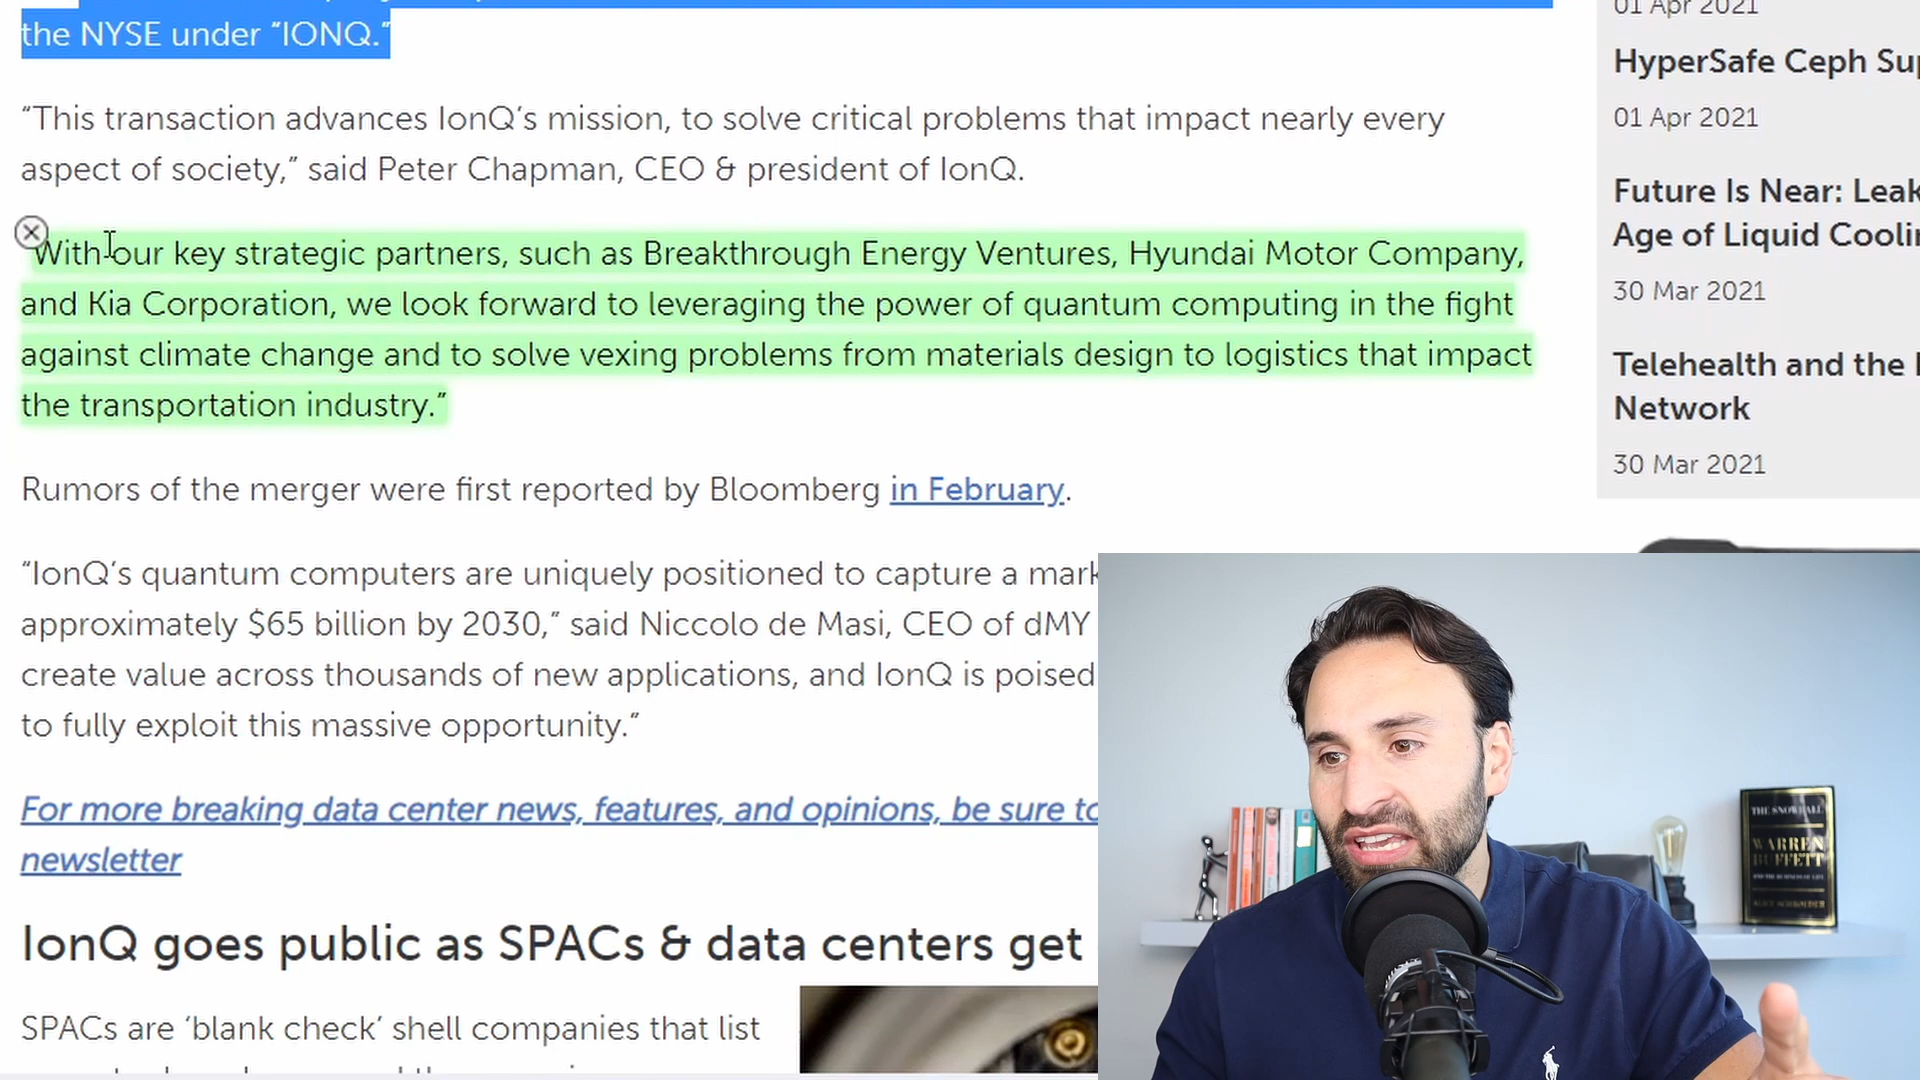 the NYSE under “IONQ.”
“This transaction advances IonQ’s mission, to solve critical problems that impact nearly every
aspect of society,” said Peter Chapman, CEO & president of IonQ.
With our key strategic partners, such as Breakthrough Energy Ventures, Hyundai Motor Company,
and Kia Corporation, we look forward to leveraging the power of quantum computing in the fight
against climate change and to solve vexing problems from materials design to logistics that impact
the transportation industry.”
Rumors of the merger were first reported by Bloomberg in February.
“IonQ’s quantum computers are uniquely positioned to capture a mark
approximately $65 billion by 2030,” said Niccolo de Masi, CEO of dMY
create value across thousands of new applications, and IonQ is poised
to fully exploit this massive opportunity.”
For more breaking data center news, features, and opinions, be sure to
newsletter
IonQ goes public as SPACs & data centers get
SPACs are ‘blank check’ shell companies that list
01 Apr 2021
HyperSafe Ceph Sup
01 Apr 2021
Future Is Near: Leak
Age of Liquid Coolin
30 Mar 2021
Telehealth and the
Network
30 Mar 2021
THE SNOWBALL
WARREN
BUFFETT